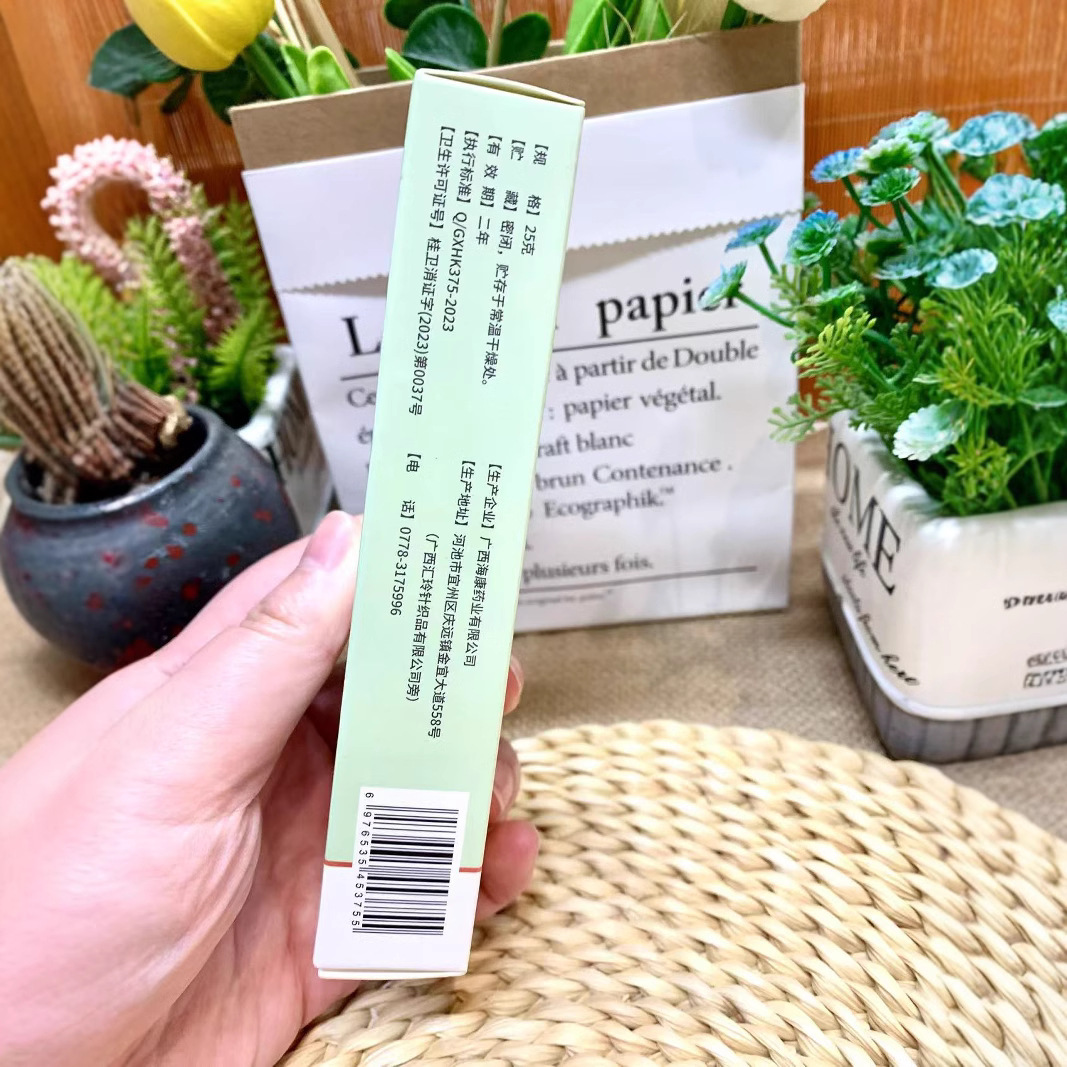 【规 格】25克
【贮 藏】密闭，贮存于常温干燥处。
【有 效 期】二年
【执行标准】Q/GXHK375-2023
【卫生许可证号】桂卫消证字(2023)第0037号
【生产企业】广西海康药业有限公司
【生产地址】河池市宜州区庆远镇金宜大道558号
(广西汇玲针织品有限公司旁)
【电 话】0778-3175996
6 976535 453755
papier
à partir de Double
: papier végétal.
raft blanc
brun Contenance .
Ecographik.™
plusieurs fois.
OME